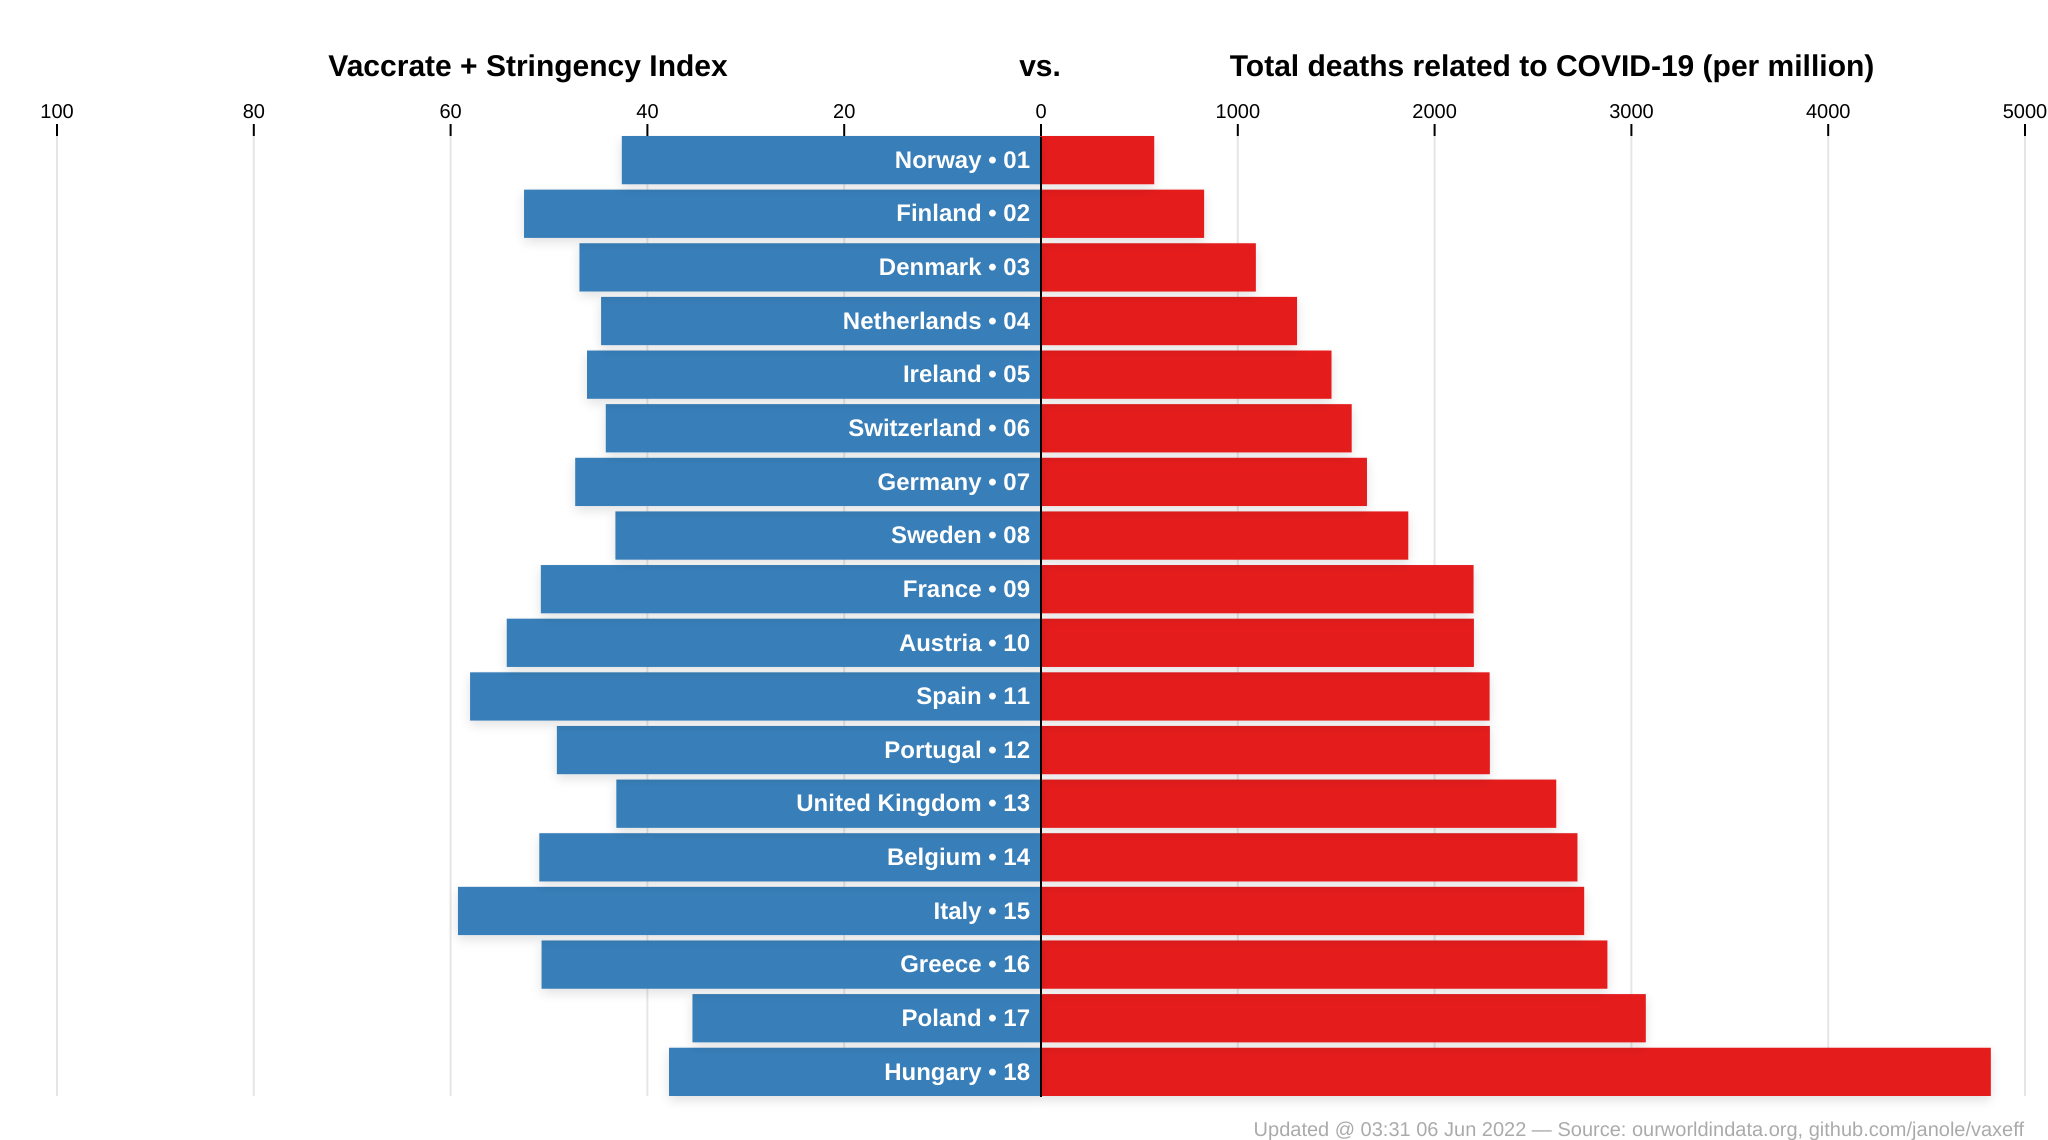 Vaccrate + Stringency Index vs. Total deaths related to COVID-19 (per million)
100 80 60 40 20 0 1000 2000 3000 4000 5000
Norway • 01
Finland • 02
Denmark • 03
Netherlands • 04
Ireland • 05
Switzerland • 06
Germany • 07
Sweden • 08
France • 09
Austria • 10
Spain • 11
Portugal • 12
United Kingdom • 13
Belgium • 14
Italy • 15
Greece • 16
Poland • 17
Hungary • 18
Updated @ 03:31 06 Jun 2022 — Source: ourworldindata.org, github.com/janole/vaxeff